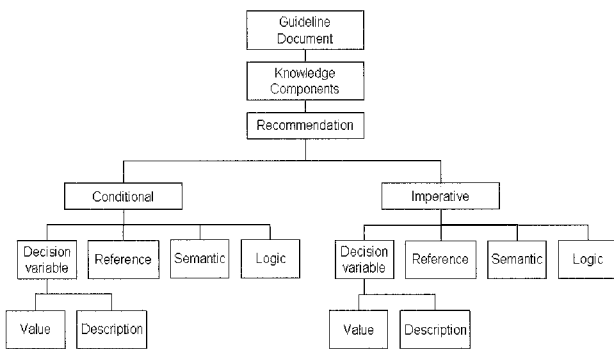 Guideline
Document
Knowledge
Components
Recommendation
Conditional
Imperative
Decision
variable
Reference
Semantic
Logic
Decision
variable
Reference
Semantic
Logic
Value
Description
Value
Description